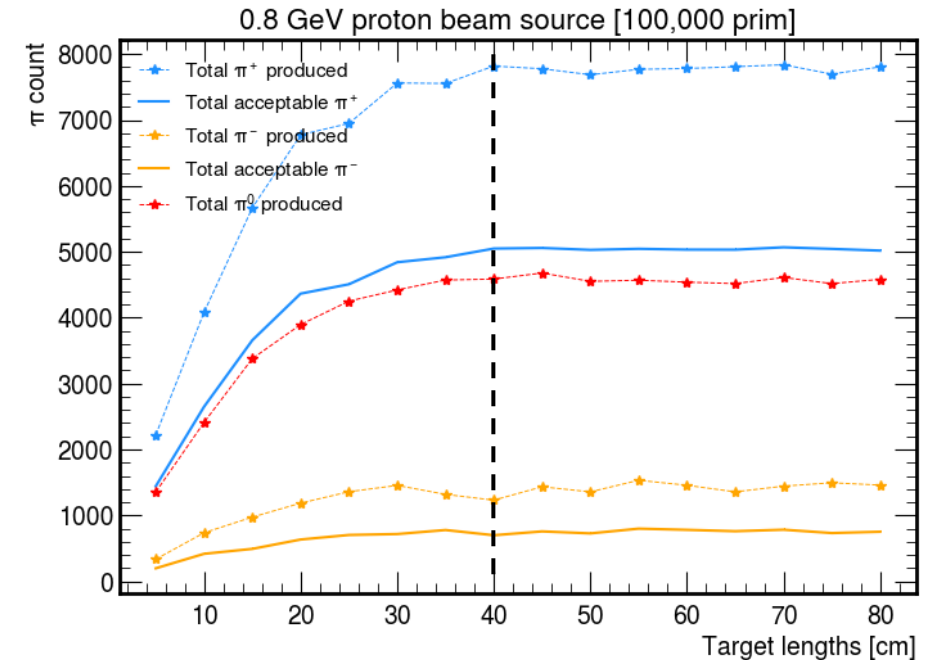 0.8 GeV proton beam source [100,000 prim]
π count
8000
7000
6000
5000
4000
3000
2000
1000
0
Total π⁺ produced
Total acceptable π⁺
Total π⁻ produced
Total acceptable π⁻
Total π⁰ produced
10 20 30 40 50 60 70 80
Target lengths [cm]